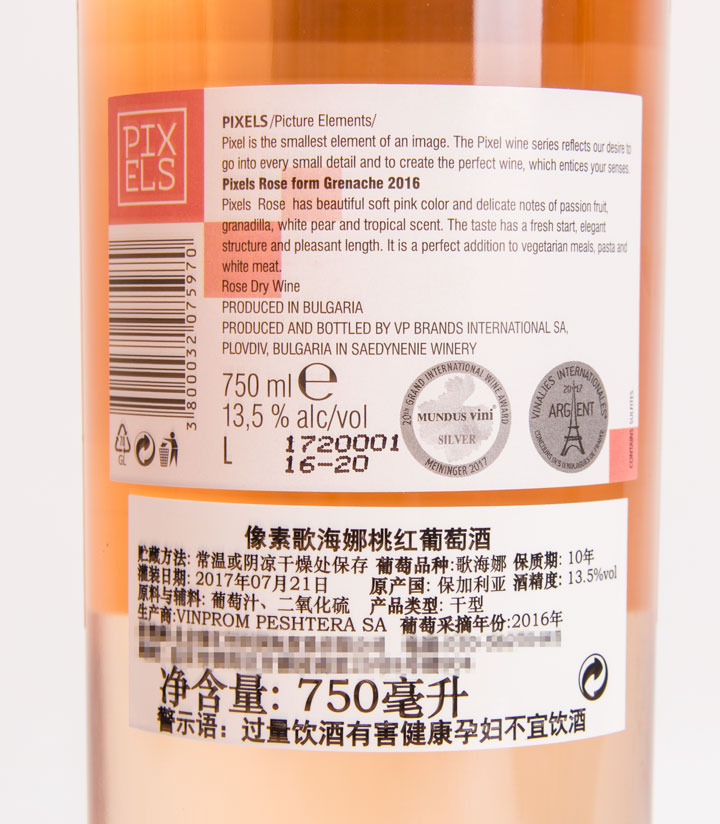 PIX
ELS
PIXELS /Picture Elements/
Pixel is the smallest element of an image. The Pixel wine series reflects our desire to
go into every small detail and to create the perfect wine, which entices your senses.
Pixels Rose form Grenache 2016
Pixels Rose has beautiful soft pink color and delicate notes of passion fruit,
granadilla, white pear and tropical scent. The taste has a fresh start, elegant
structure and pleasant length. It is a perfect addition to vegetarian meals, pasta and
white meat.
Rose Dry Wine
PRODUCED IN BULGARIA
PRODUCED AND BOTTLED BY VP BRANDS INTERNATIONAL SA,
PLOVDIV, BULGARIA IN SAEDYNENIE WINERY
750 ml e
13,5 % alc/vol
L 1720001
16-20
3800032075970
GL
20th GRAND INTERNATIONAL WINE AWARD
MUNDUS vini
SILVER
MEININGER 2017
VINALIES INTERNATIONALES
2017
ARGENT
CONTAINS SULFITES
像素歌海娜桃红葡萄酒
贮藏方法: 常温或阴凉干燥处保存 葡萄品种:歌海娜 保质期: 10年
灌装日期: 2017年07月21日 原产国: 保加利亚 酒精度: 13.5%vol
原料与辅料: 葡萄汁、二氧化硫 产品类型: 干型
生产商:VINPROM PESHTERA SA 葡萄采摘年份:2016年
净含量: 750毫升
警示语: 过量饮酒有害健康孕妇不宜饮酒